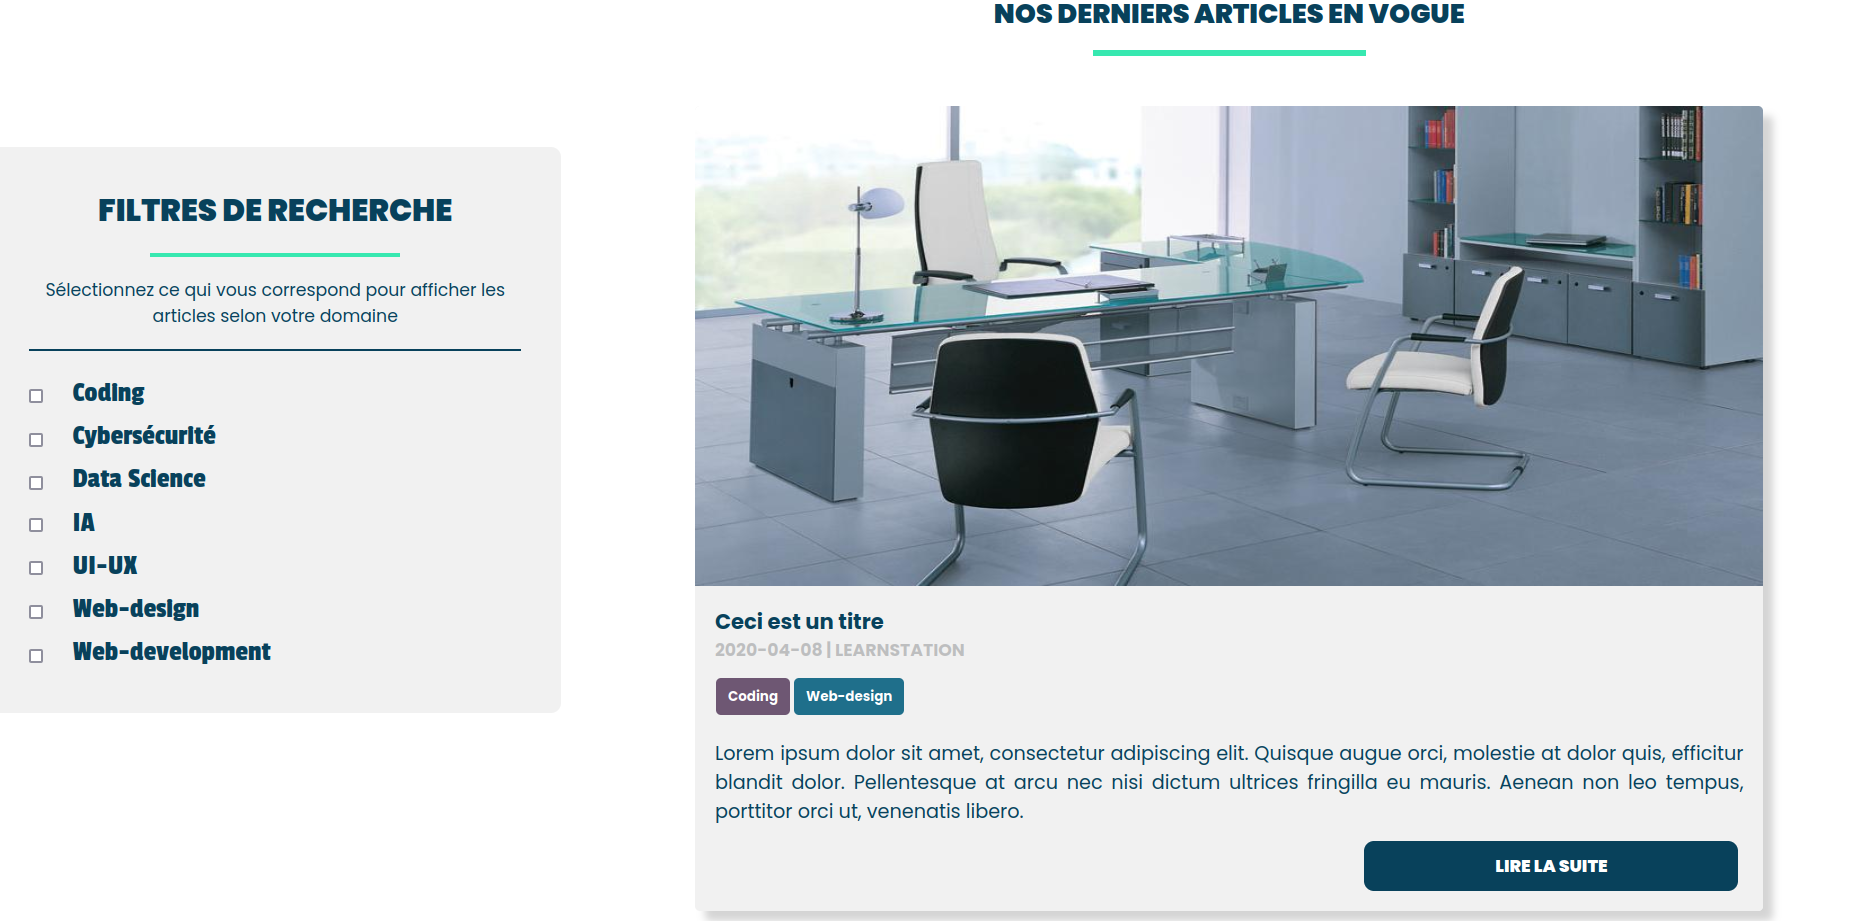 NOS DERNIERS ARTICLES EN VOGUE
FILTRES DE RECHERCHE
Sélectionnez ce qui vous correspond pour afficher les
articles selon votre domaine
Coding
Cybersécurité
Data Science
IA
UI-UX
Web-design
Web-development
Ceci est un titre
2020-04-08 | LEARNSTATION
Coding Web-design
Lorem ipsum dolor sit amet, consectetur adipiscing elit. Quisque augue orci, molestie at dolor quis, efficitur
blandit dolor. Pellentesque at arcu nec nisi dictum ultrices fringilla eu mauris. Aenean non leo tempus,
porttitor orci ut, venenatis libero.
LIRE LA SUITE